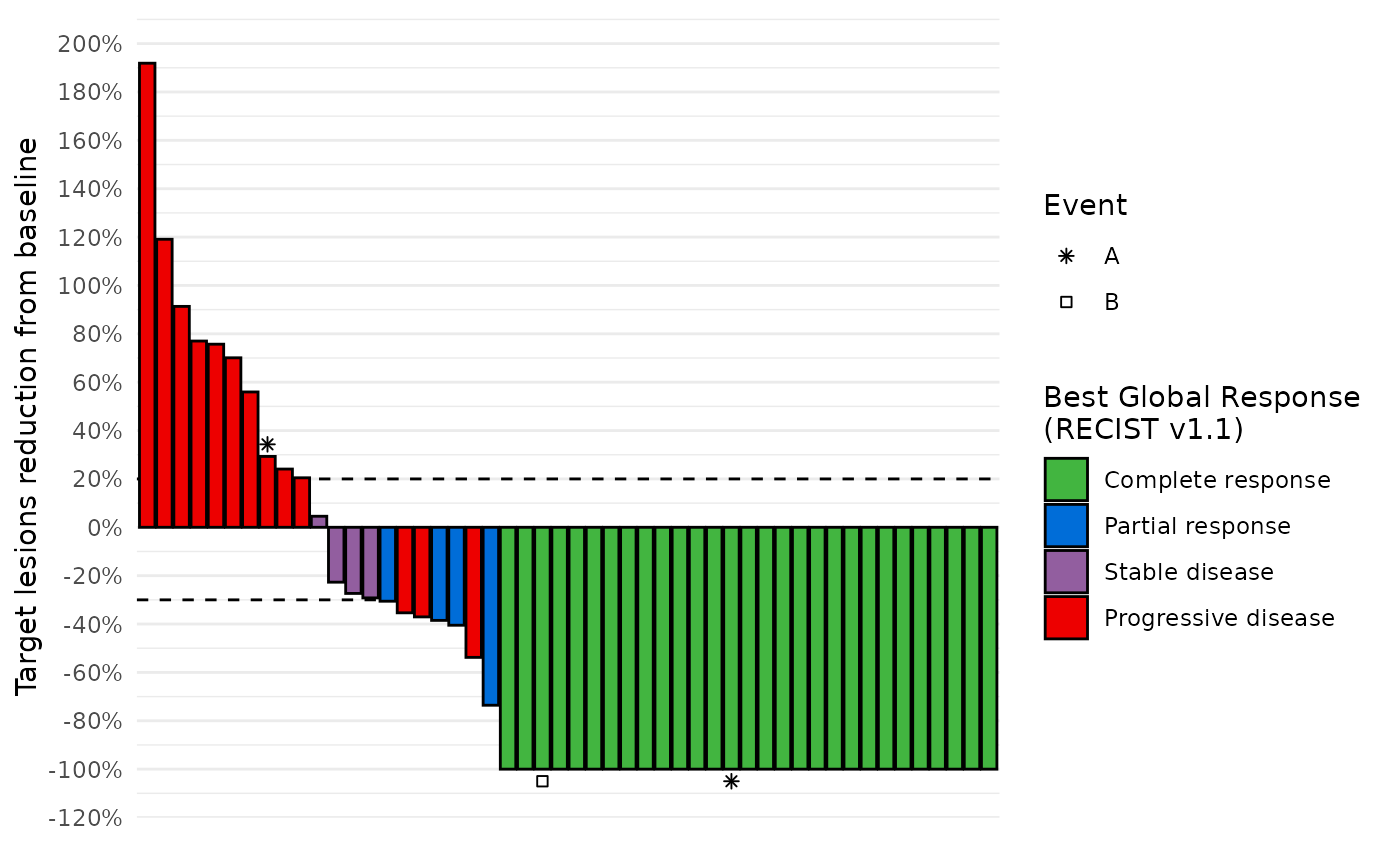 Target lesions reduction from baseline
200%
180%
160%
140%
120%
100%
80%
60%
40%
20%
0%
-20%
-40%
-60%
-80%
-100%
-120%
Event
A
B
Best Global Response
(RECIST v1.1)
Complete response
Partial response
Stable disease
Progressive disease